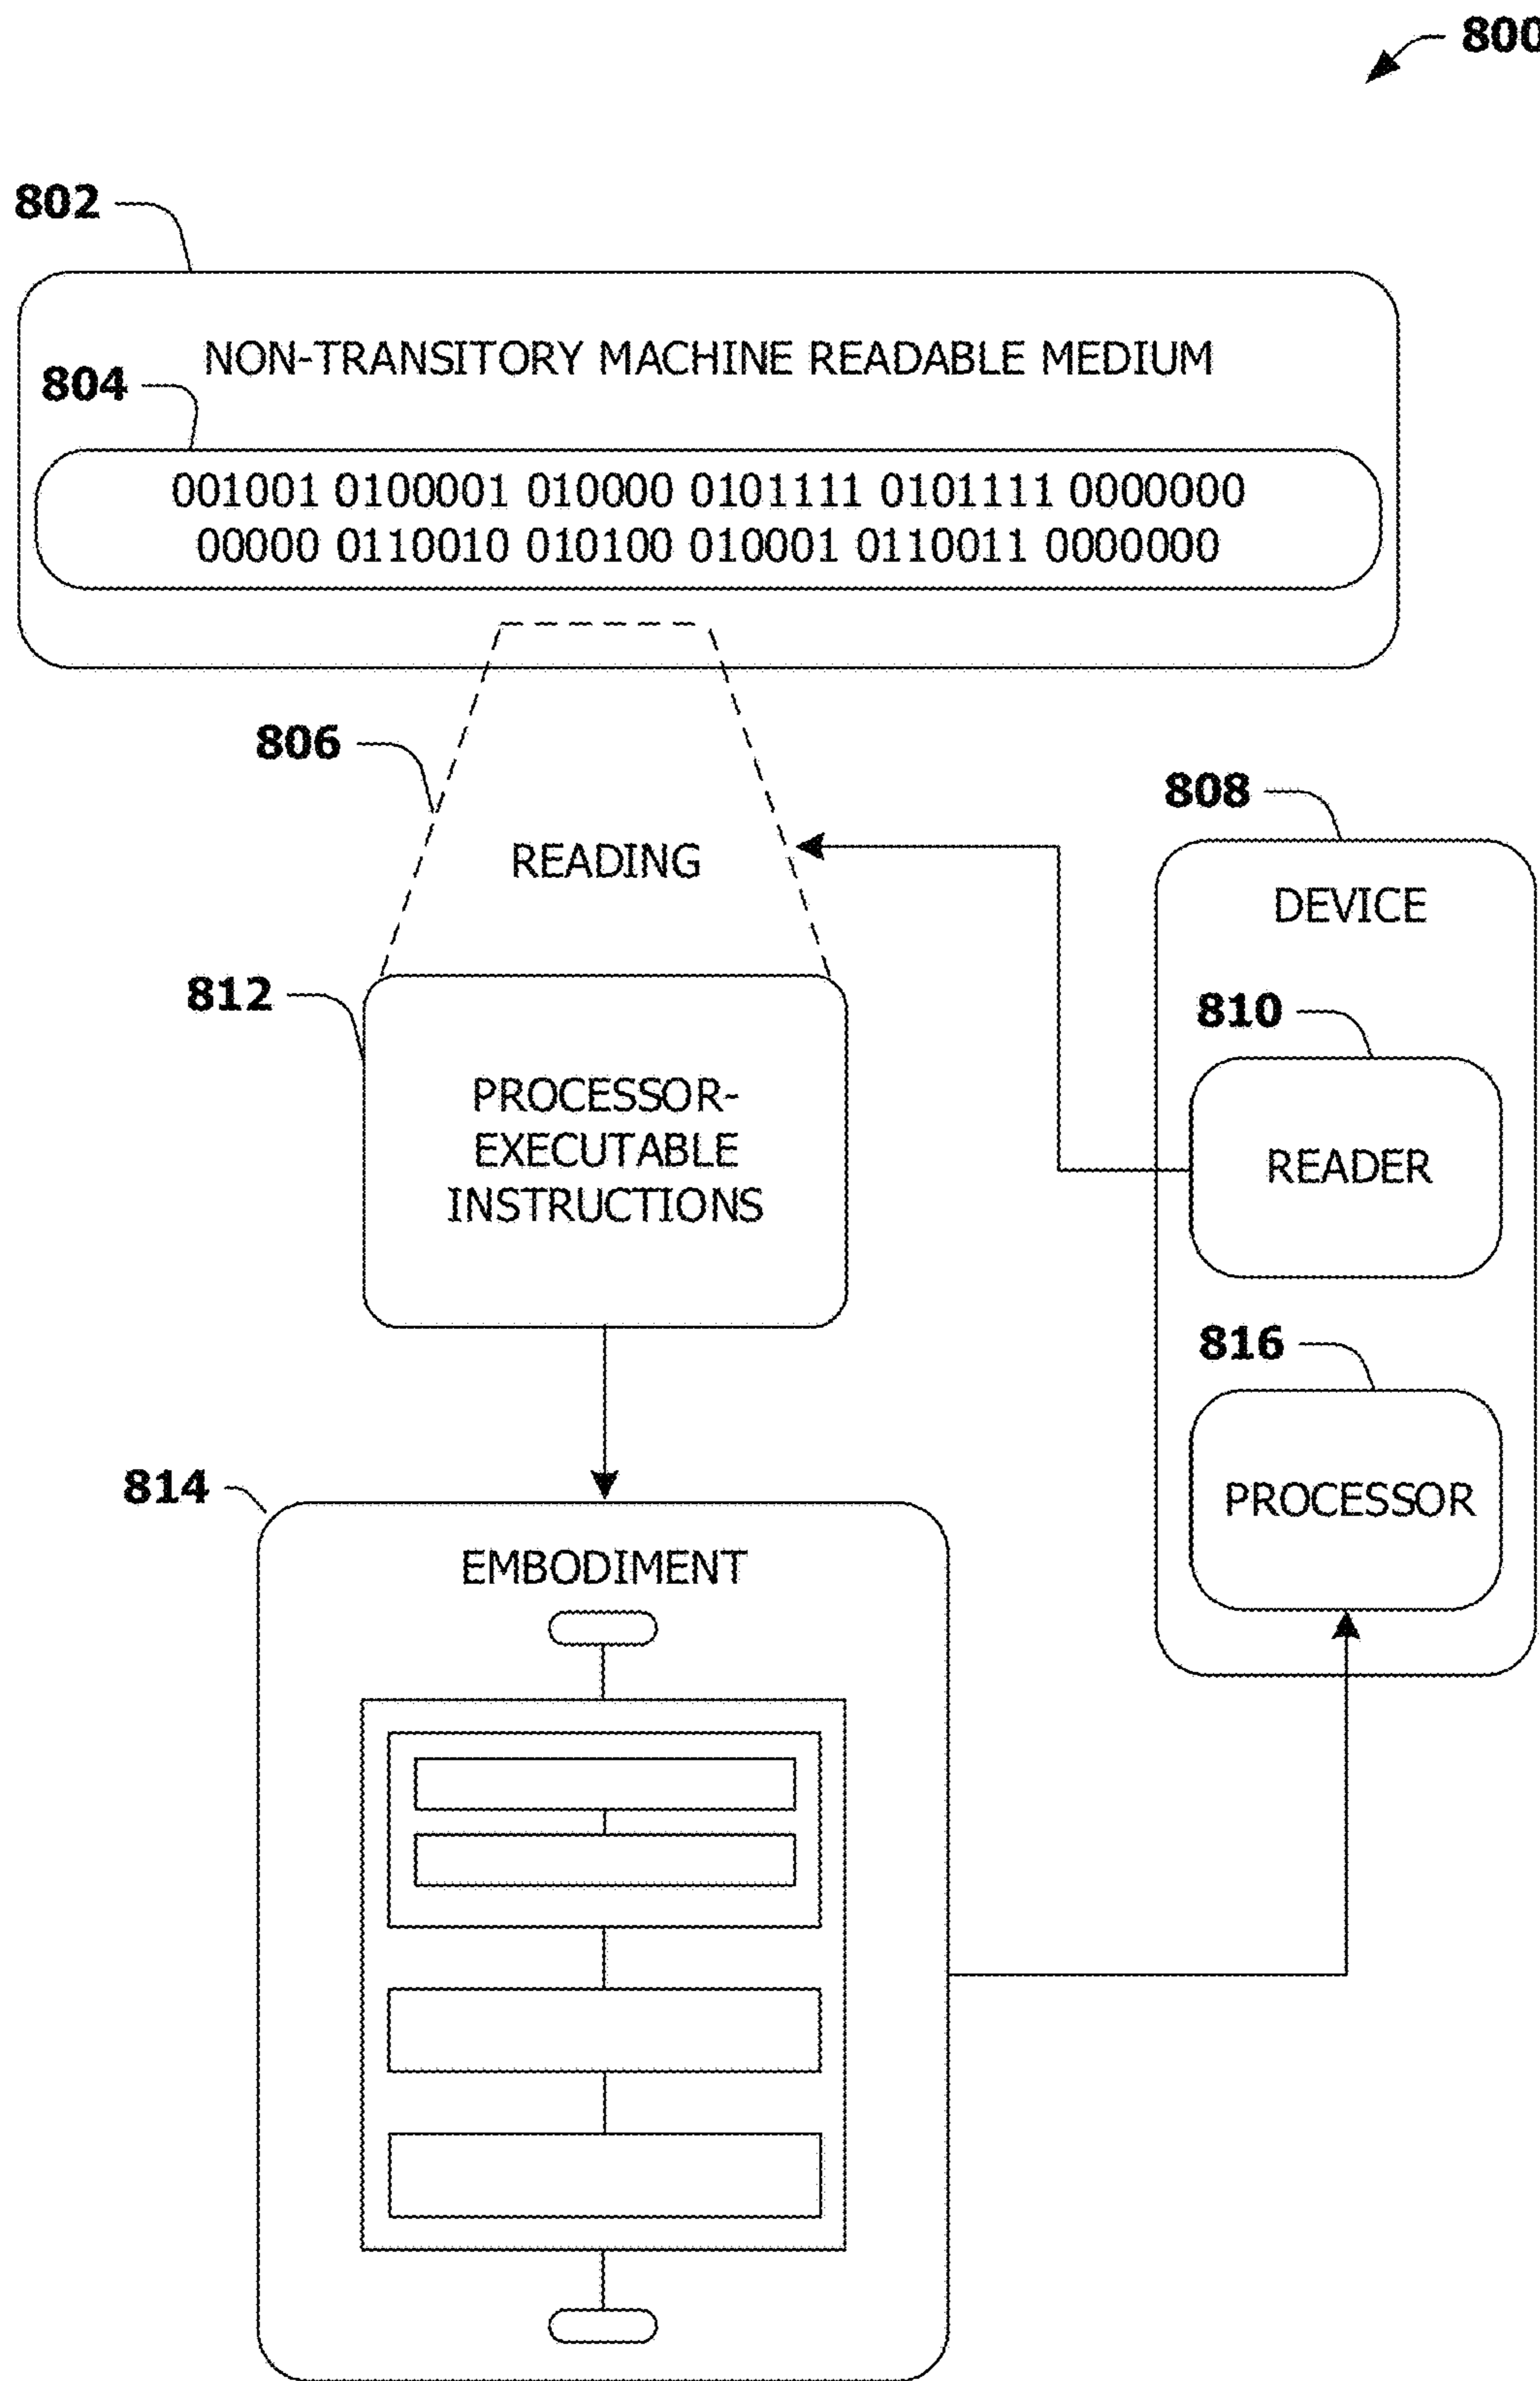 800
802
NON-TRANSITORY MACHINE READABLE MEDIUM
804
001001 0100001 010000 0101111 0101111 0000000
00000 0110010 010100 010001 0110011 0000000
806
READING
808
DEVICE
810
READER
812
PROCESSOR-
EXECUTABLE
INSTRUCTIONS
816
PROCESSOR
814
EMBODIMENT